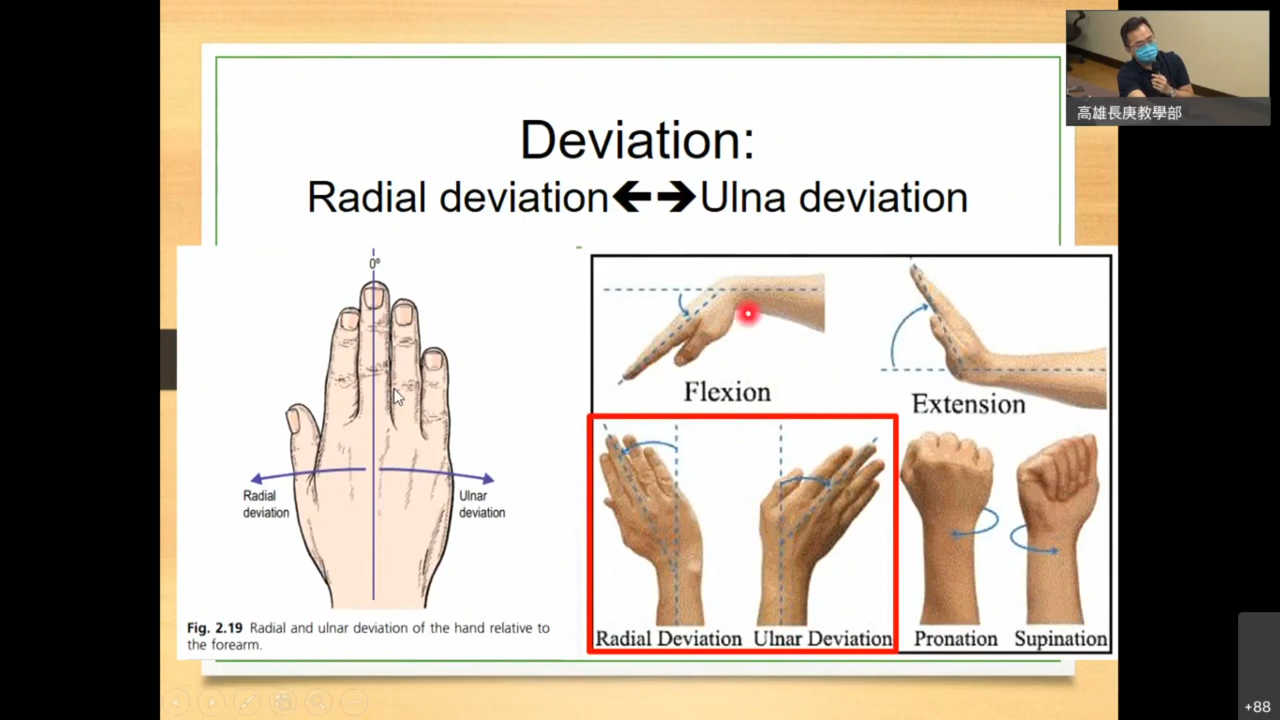 高雄長庚教學部
Deviation:
Radial deviation🡨🡪Ulna deviation
0º
Radial
deviation
Ulnar
deviation
Fig. 2.19 Radial and ulnar deviation of the hand relative to
the forearm.
Flexion
Extension
Radial Deviation
Ulnar Deviation
Pronation
Supination
+88